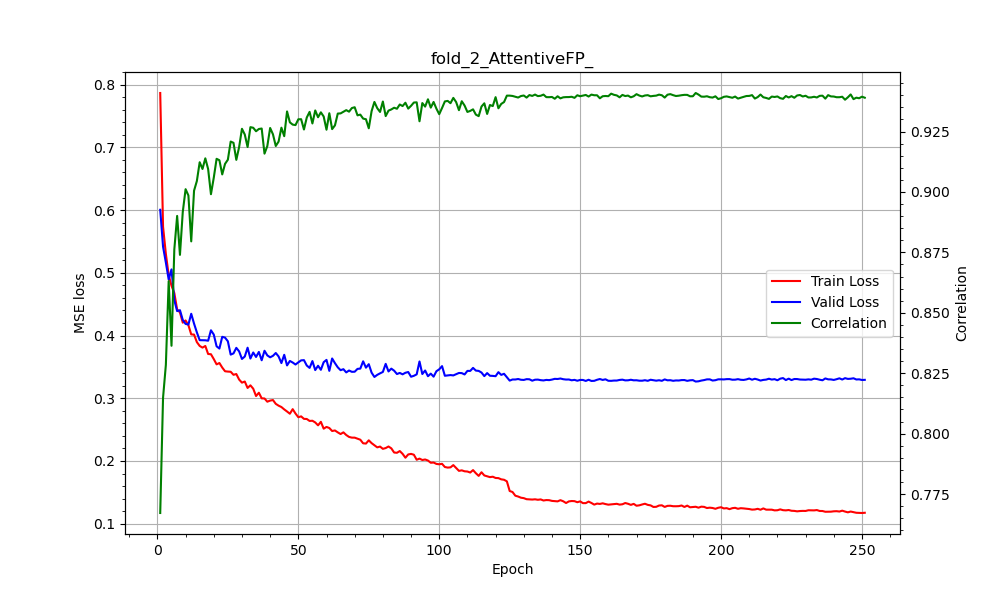 fold_2_AttentiveFP_
0.8
0.7
0.6
0.5
0.4
0.3
0.2
0.1
MSE loss
0.925
0.900
0.875
0.850
0.825
0.800
0.775
Correlation
Train Loss
Valid Loss
Correlation
0 50 100 150 200 250
Epoch